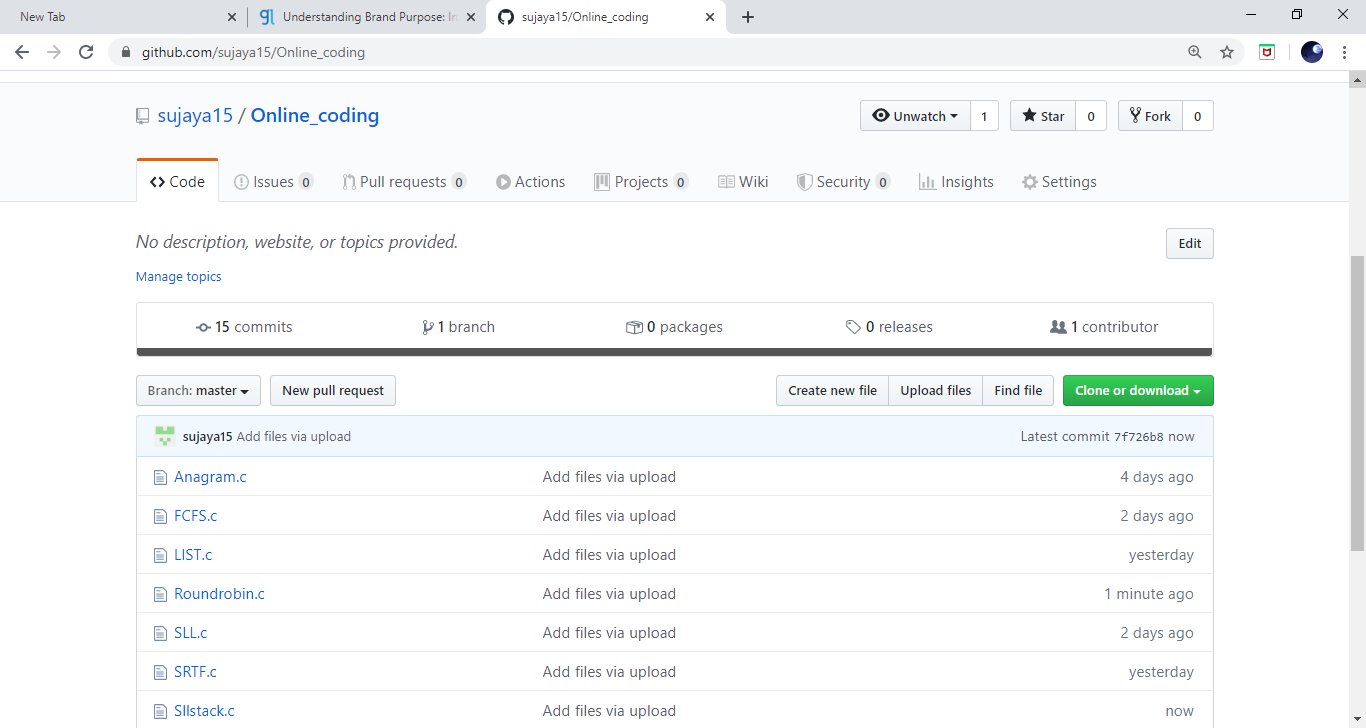 New Tab
Understanding Brand Purpose: In
sujaya15/Online_coding
github.com/sujaya15/Online_coding
sujaya15 / Online_coding
Unwatch 1
Star 0
Fork 0
Code
Issues 0
Pull requests 0
Actions
Projects 0
Wiki
Security 0
Insights
Settings
No description, website, or topics provided.
Edit
Manage topics
15 commits
1 branch
0 packages
0 releases
1 contributor
Branch: master
New pull request
Create new file
Upload files
Find file
Clone or download
sujaya15 Add files via upload
Latest commit 7f726b8 now
Anagram.c Add files via upload 4 days ago
FCFS.c Add files via upload 2 days ago
LIST.c Add files via upload yesterday
Roundrobin.c Add files via upload 1 minute ago
SLL.c Add files via upload 2 days ago
SRTF.c Add files via upload yesterday
Sllstack.c Add files via upload now